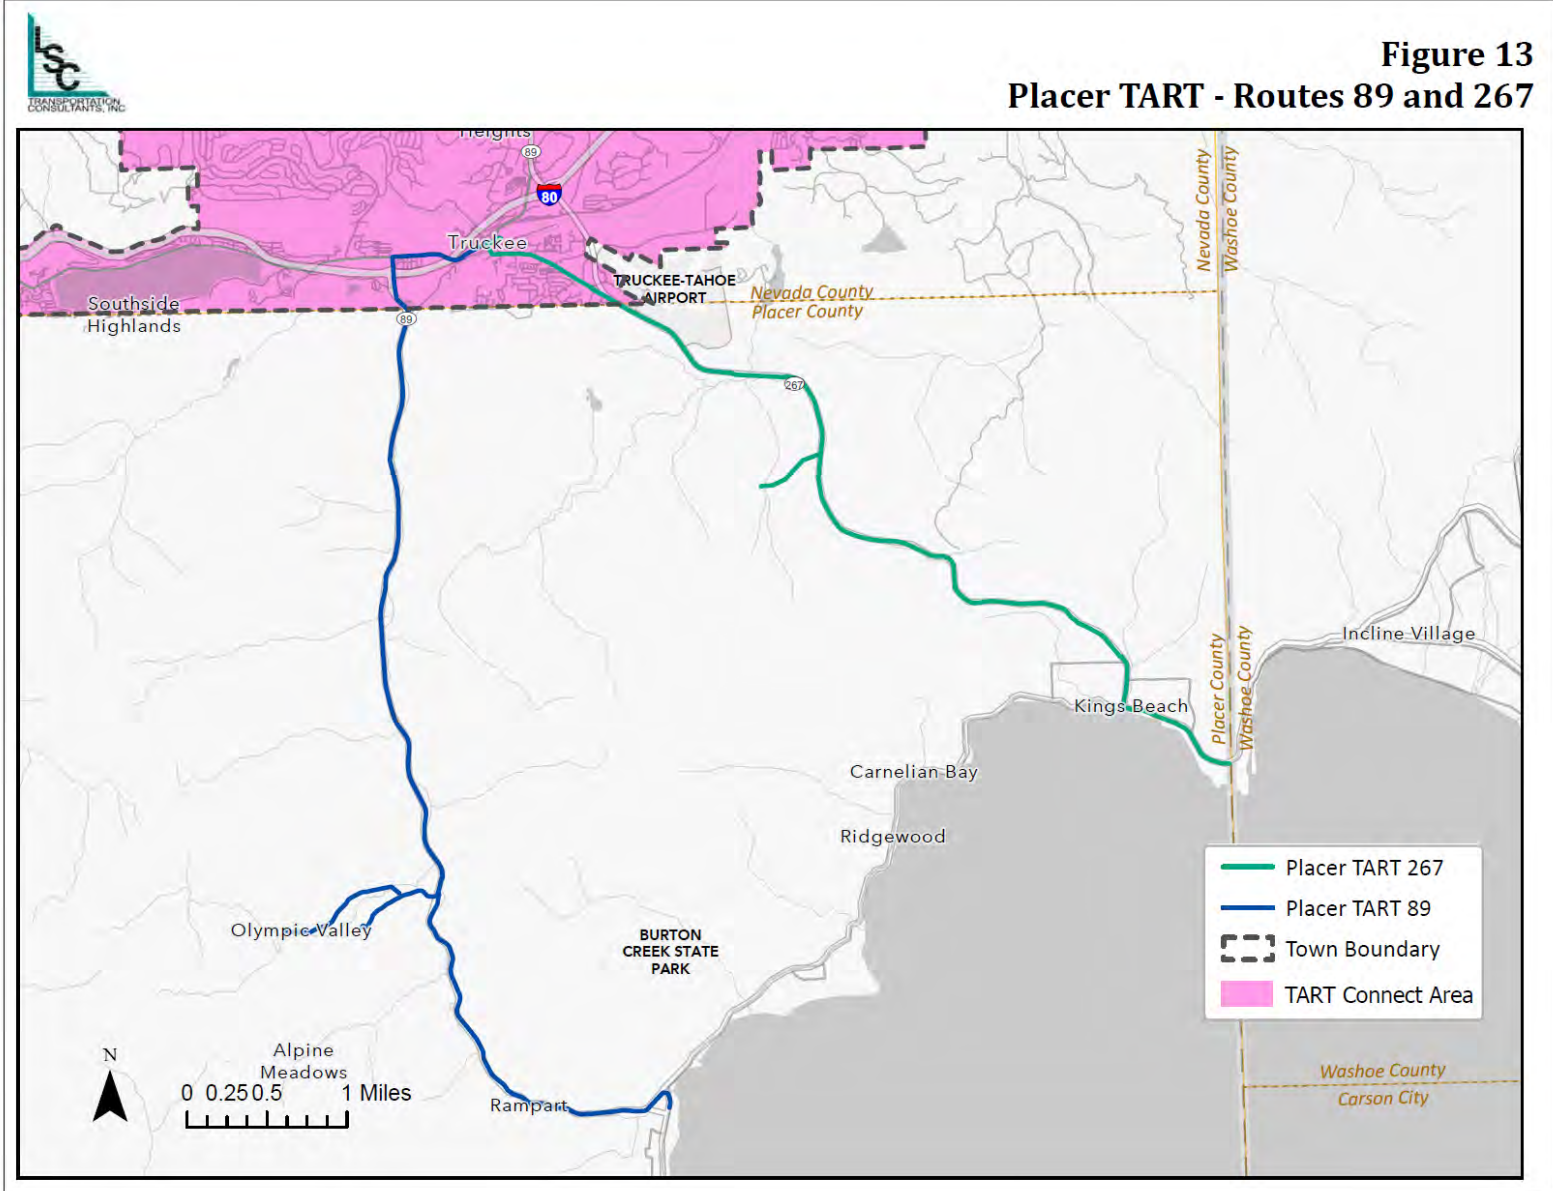 LSC
TRANSPORTATION
CONSULTANTS, INC.
Figure 13
Placer TART - Routes 89 and 267
Heights
89
80
Nevada County
Washoe County
Truckee
TRUCKEE-TAHOE
AIRPORT
Nevada County
Placer County
Southside
Highlands
89
267
Placer County
Washoe County
Incline Village
Kings Beach
Carnelian Bay
Ridgewood
Placer TART 267
Placer TART 89
Town Boundary
TART Connect Area
Olympic Valley
BURTON
CREEK STATE
PARK
N
Alpine
Meadows
0 0.25 0.5 1 Miles
Rampart
Washoe County
Carson City